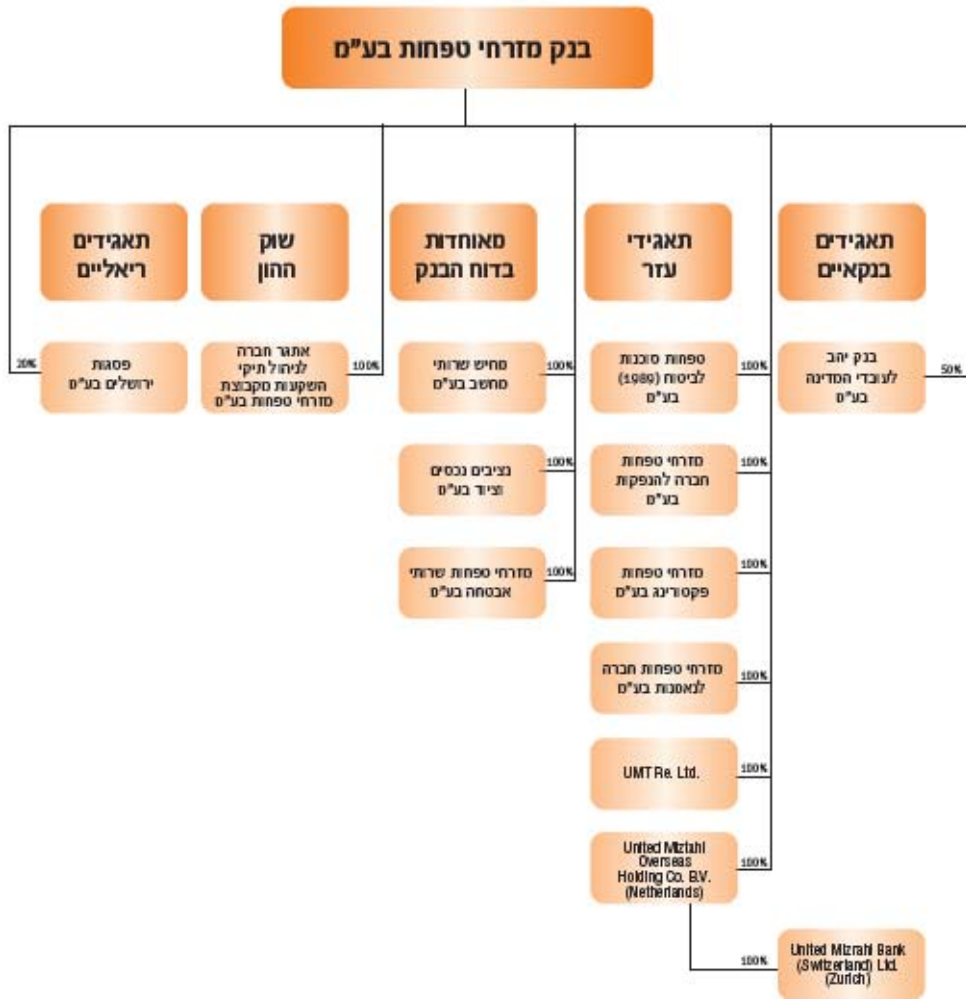 בנק מזרחי טפחות בע"מ
תאגידים
בנקאיים
תאגידי
עזר
מאוחדות
בדוח הבנק
שוק
ההון
תאגידים
ריאליים
50%
בנק יהב
לעובדי המדינה
בע"מ
100%
טפחות סוכנות
לביטוח (1989)
בע"מ
100%
מזרחי טפחות
חברה להנפקות
בע"מ
100%
מזרחי טפחות
פקטורינג בע"מ
100%
מזרחי טפחות חברה
לנאמנות בע"מ
100%
UMT Re. Ltd.
100%
United Miztahi
Overseas
Holding Co. B.V.
(Netherlands)
100%
United Mizrahi Bank
(Switzerland) Ltd.
(Zurich)
100%
מחיש שרותי
מחשב בע"מ
100%
נציבים נכסים
וציוד בע"מ
100%
מזרחי טפחות שרותי
אבטחה בע"מ
100%
אתגר חברה
לניהול תיקי
השקעות מקבוצת
מזרחי טפחות בע"מ
20%
פסגות
ירושלים בע"מ